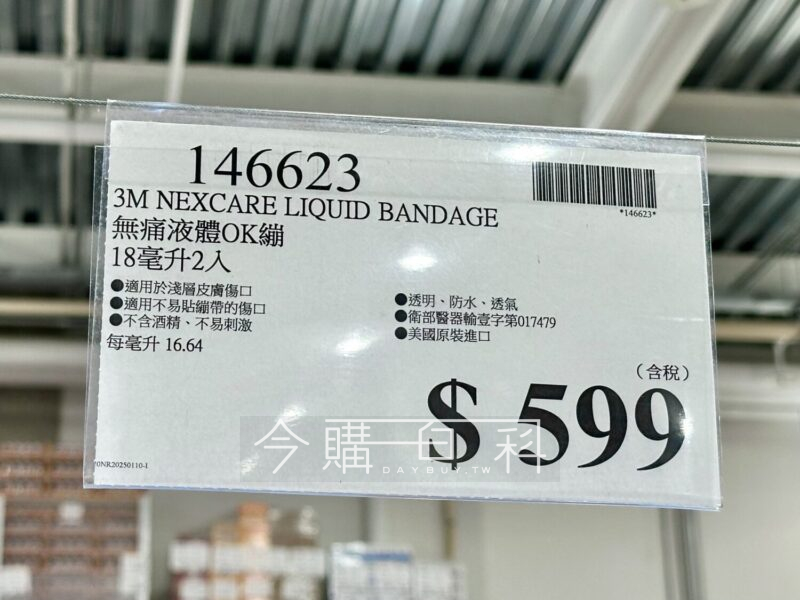 146623
*146623*
3M NEXCARE LIQUID BANDAGE
無痛液體OK繃
18毫升2入
●適用於淺層皮膚傷口
●適用不易貼繃帶的傷口
●不含酒精、不易刺激
每毫升 16.64
●透明、防水、透氣
●衛部醫器輸壹字第017479
●美國原裝進口
(含稅)
$ 599
今購百科
DAYBUY.TW
70NR20250110-1